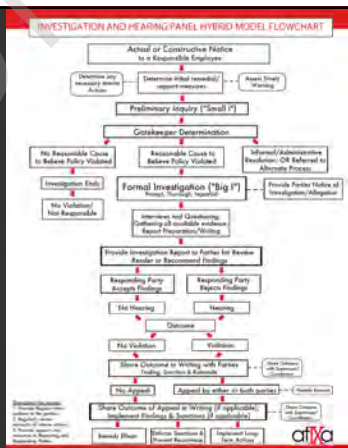 INVESTIGATION AND HEARING PANEL HYBRID MODEL FLOWCHART
Actual or Constructive Notice
to a Responsible Employee
Determine any
necessary Interim
Actions
Determine initial remedial/
support measures
Assess Timely
Warning
Preliminary Inquiry ("Small i")
Gatekeeper Determination
No Reasonable Cause
to Believe Policy Violated
Reasonable Cause to
Believe Policy Violated
Informal/Administrative
Resolution; OR Referred to
Alternate Process
Investigation Ends
No Violation/
Not Responsible
Formal Investigation ("Big I")
Prompt, Thorough, Impartial
Provide Parties Notice of
Investigation/Allegation
Interviews and Questioning
Gathering all available evidence
Report Preparation/Writing
Provide Investigation Report to Parties for Review
Render or Recommend Findings
Responding Party
Accepts Findings
Responding Party
Rejects Findings
No Hearing
Hearing
Outcome
No Violation
Violation
Share Outcome in Writing with Parties
Finding, Sanction & Rationale
No Appeal
Appeal by either or both parties
Share Outcome of Appeal in Writing (if applicable);
Implement Findings & Sanctions (if applicable)
Remedy Effects
Enforce Sanctions &
Prevent Recurrence
Implement Long-
Term Actions
atIXa